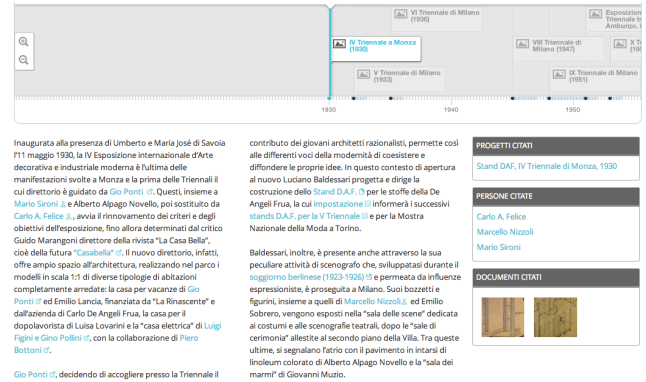 VI Triennale di Milano
(1936)
Esposizion
Triennale t
Amburgo,
IV Triennale a Monza
(1930)
VIII Triennale di
Milano (1947)
X T
V Triennale di Milano
(1933)
IX Triennale di Milano
(1951)
1930
1940
1950
Inaugurata alla presenza di Umberto e Maria José di Savoia
l'11 maggio 1930, la IV Esposizione internazionale d'Arte
decorativa e industriale moderna è l'ultima delle
manifestazioni svolte a Monza e la prima delle Triennali il
cui direttorio è guidato da Gio Ponti. Questi, insieme a
Mario Sironi e Alberto Alpago Novello, poi sostituito da
Carlo A. Felice, avvia il rinnovamento dei criteri e degli
obiettivi dell'esposizione, fino allora determinati dal critico
Guido Marangoni direttore della rivista "La Casa Bella",
cioè della futura "Casabella". Il nuovo direttorio, infatti,
offre ampio spazio all'architettura, realizzando nel parco i
modelli in scala 1:1 di diverse tipologie di abitazioni
completamente arredate: la casa per vacanze di Gio
Ponti ed Emilio Lancia, finanziata da "La Rinascente" e
dall'azienda di Carlo De Angeli Frua, la casa per il
dopolavorista di Luisa Lovarini e la "casa elettrica" di Luigi
Figini e Gino Pollini, con la collaborazione di Piero
Bottoni.
Gio Ponti, decidendo di accogliere presso la Triennale il
contributo dei giovani architetti razionalisti, permette così
alle differenti voci della modernità di coesistere e
diffondere le proprie idee. In questo contesto di apertura
al nuovo Luciano Baldessari progetta e dirige la
costruzione dello Stand D.A.F. per le stoffe della De
Angeli Frua, la cui impostazione informerà i successivi
stands D.A.F. per la V Triennale e per la Mostra
Nazionale della Moda a Torino.
Baldessari, inoltre, è presente anche attraverso la sua
peculiare attività di scenografo che, sviluppatasi durante il
soggiorno berlinese (1923-1926) e permeata da influenze
espressioniste, è proseguita a Milano. Suoi bozzetti e
figurini, insieme a quelli di Marcello Nizzoli ed Emilio
Sobrero, vengono esposti nella "sala delle scene" dedicata
ai costumi e alle scenografie teatrali, dopo le "sale di
cerimonia" allestite al secondo piano della Villa. Tra queste
ultime, si segnalano l'atrio con il pavimento in intarsi di
linoleum colorato di Alberto Alpago Novello e la "sala dei
marmi" di Giovanni Muzio.
PROGETTI CITATI
Stand DAF, IV Triennale di Monza, 1930
PERSONE CITATE
Carlo A. Felice
Marcello Nizzoli
Mario Sironi
DOCUMENTI CITATI